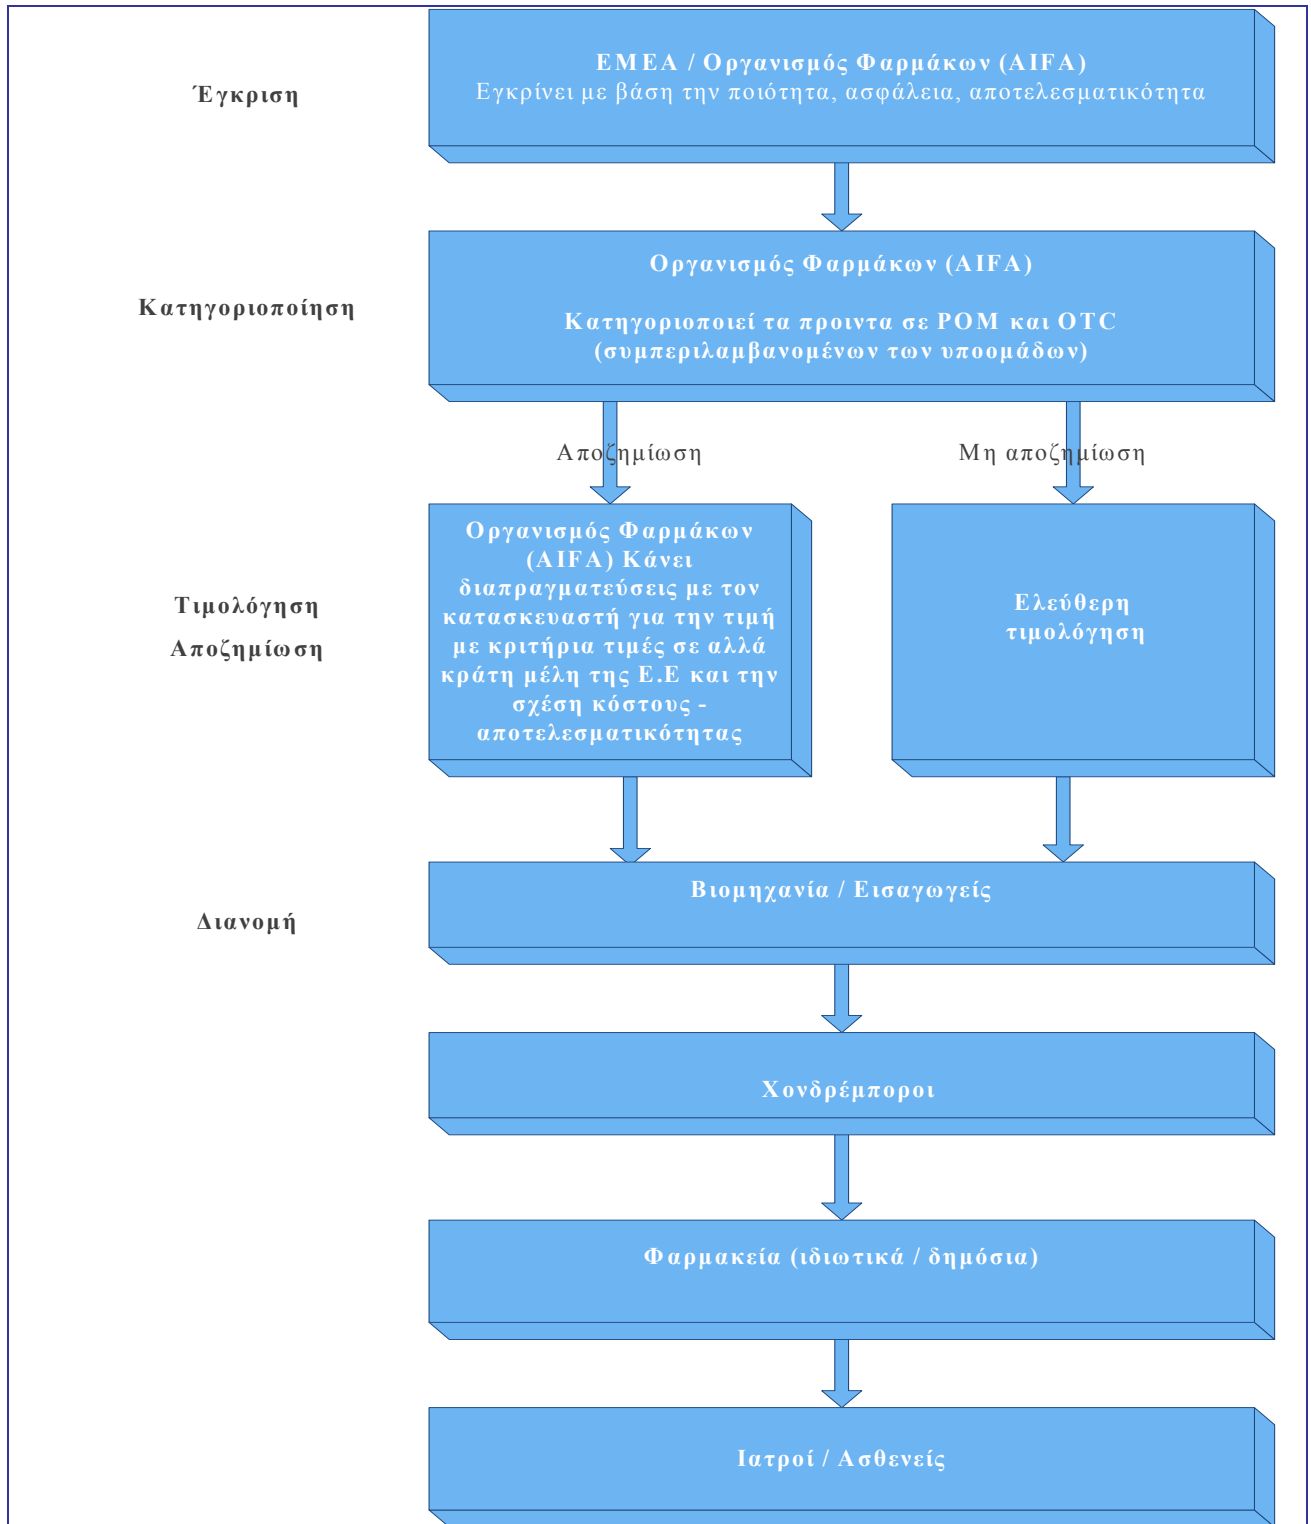 Έγκριση
ΕΜΕΑ / Οργανισμός Φαρμάκων (AIFA)
Εγκρίνει με βάση την ποιότητα, ασφάλεια, αποτελεσματικότητα
Κατηγοριοποίηση
Οργανισμός Φαρμάκων (AIFA)
Κατηγοριοποιεί τα προιντα σε POM και OTC
(συμπεριλαμβανομένων των υποομάδων)
Αποζημίωση
Μη αποζημίωση
Τιμολόγηση
Αποζημίωση
Οργανισμός Φαρμάκων
(AIFA) Κάνει
διαπραγματεύσεις με τον
κατασκευαστή για την τιμή
με κριτήρια τιμές σε αλλά
κράτη μέλη της Ε.Ε και την
σχέση κόστους -
αποτελεσματικότητας
Ελεύθερη
τιμολόγηση
Διανομή
Βιομηχανία / Εισαγωγείς
Χονδρέμποροι
Φαρμακεία (ιδιωτικά / δημόσια)
Ιατροί / Ασθενείς